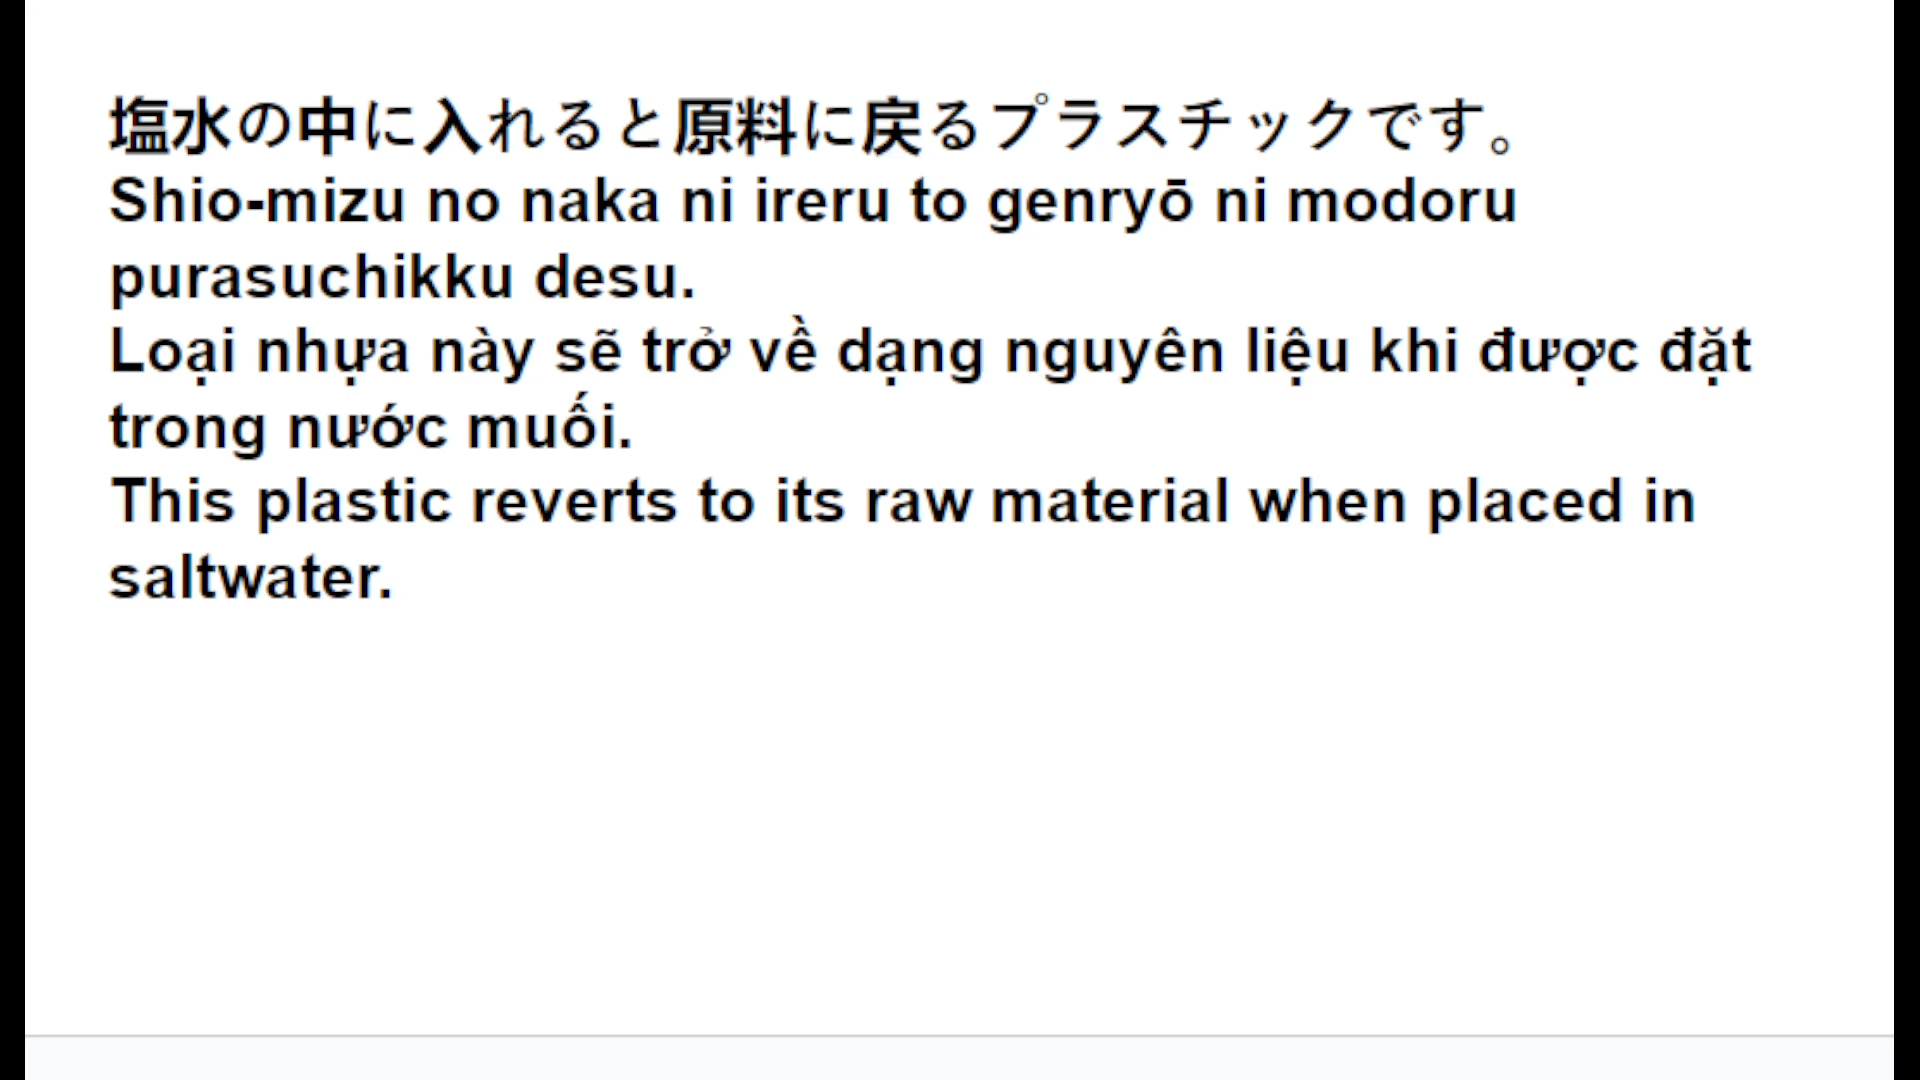 塩水の中に入れると原料に戻るプラスチックです。
Shio-mizu no naka ni ireru to genryō ni modoru
purasuchikku desu.
Loại nhựa này sẽ trở về dạng nguyên liệu khi được đặt
trong nước muối.
This plastic reverts to its raw material when placed in
saltwater.